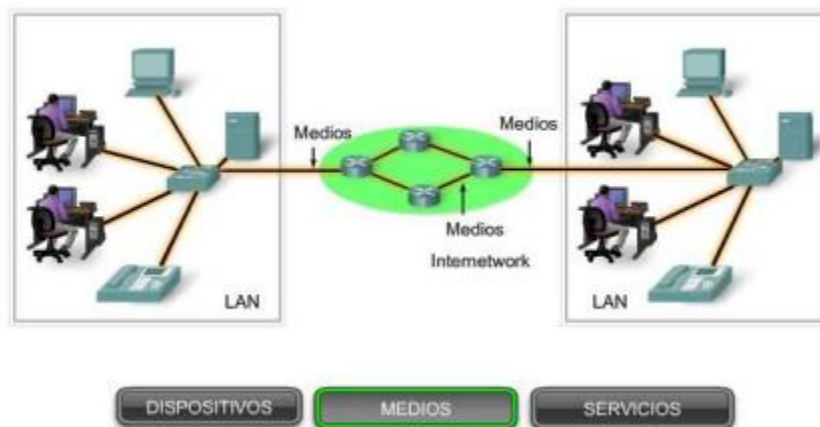 Medios
Medios
Medios
Internetwork
LAN
LAN
DISPOSITIVOS
MEDIOS
SERVICIOS